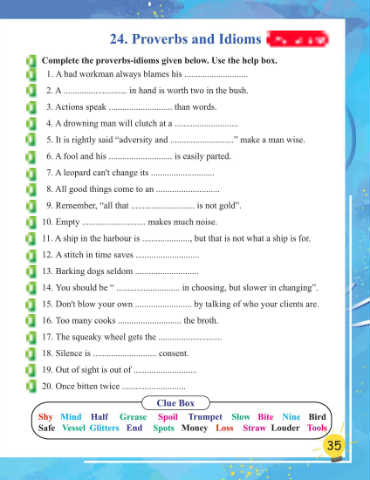 24. Proverbs and Idioms
Complete the proverbs-idioms given below. Use the help box.
1. A bad workman always blames his ............................
2. A ............................ in hand is worth two in the bush.
3. Actions speak ............................ than words.
4. A drowning man will clutch at a ............................
5. It is rightly said “adversity and ............................” make a man wise.
6. A fool and his ............................ is easily parted.
7. A leopard can't change its ............................
8. All good things come to an ............................
9. Remember, “all that ............................ is not gold”.
10. Empty ............................ makes much noise.
11. A ship in the harbour is ....................., but that is not what a ship is for.
12. A stitch in time saves ............................
13. Barking dogs seldom ............................
14. You should be “ ............................ in choosing, but slower in changing”.
15. Don't blow your own ......................... by talking of who your clients are.
16. Too many cooks ............................ the broth.
17. The squeaky wheel gets the ............................
18. Silence is ............................ consent.
19. Out of sight is out of ............................
20. Once bitten twice ............................
Clue Box
Shy Mind Half Grease Spoil Trumpet Slow Bite Nine Bird
Safe Vessel Glitters End Spots Money Loss Straw Louder Tools
35